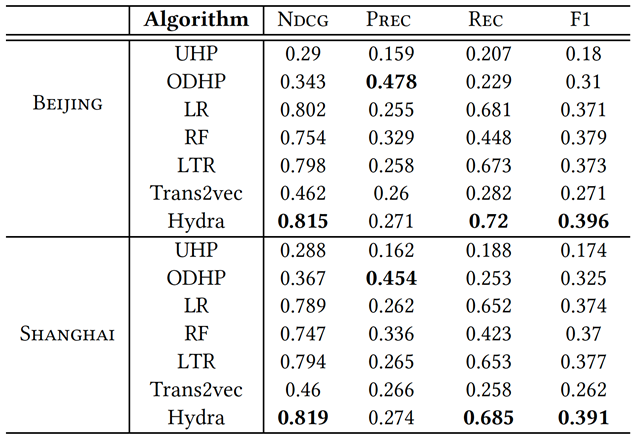 Algorithm NDCG PREC REC F1
UHP 0.29 0.159 0.207 0.18
ODHP 0.343 0.478 0.229 0.31
BEIJING
LR 0.802 0.255 0.681 0.371
RF 0.754 0.329 0.448 0.379
LTR 0.798 0.258 0.673 0.373
Trans2vec 0.462 0.26 0.282 0.271
Hydra 0.815 0.271 0.72 0.396
UHP 0.288 0.162 0.188 0.174
ODHP 0.367 0.454 0.253 0.325
LR 0.789 0.262 0.652 0.374
SHANGHAI RF 0.747 0.336 0.423 0.37
LTR 0.794 0.265 0.653 0.377
Trans2vec 0.46 0.266 0.258 0.262
Hydra 0.819 0.274 0.685 0.391